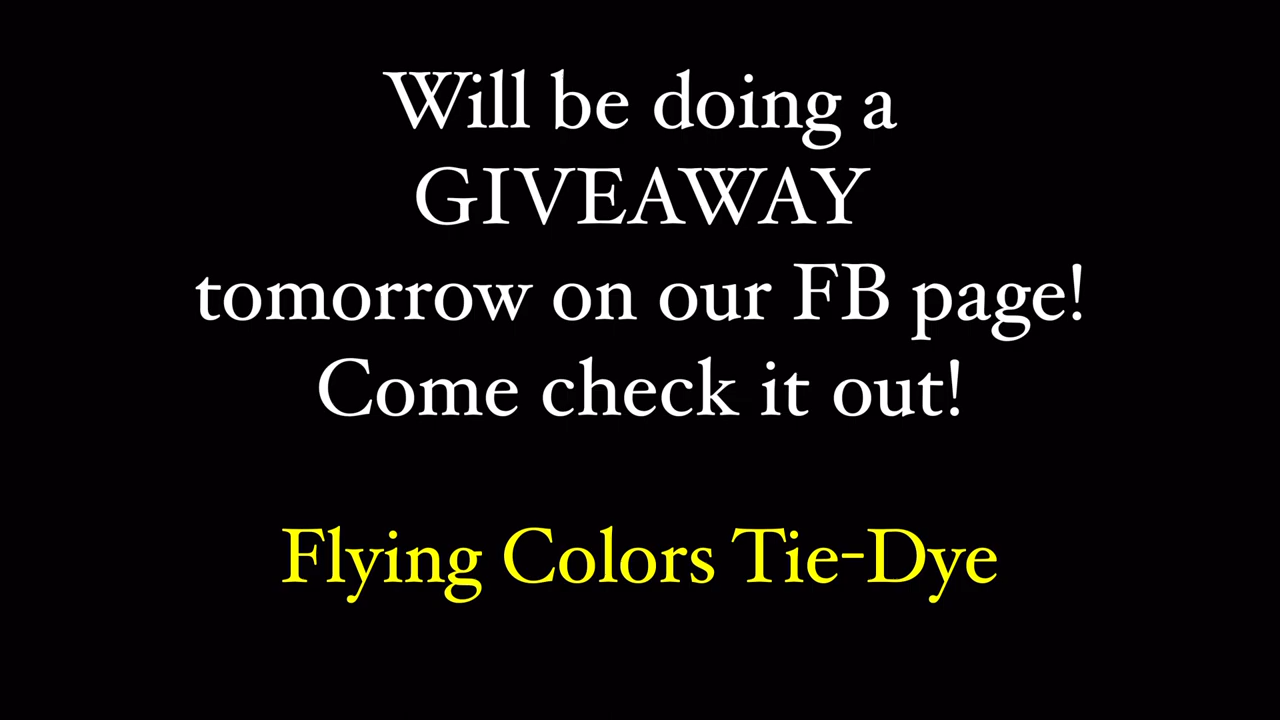 Will be doing a
GIVEAWAY
tomorrow on our FB page!
Come check it out!
Flying Colors Tie-Dye